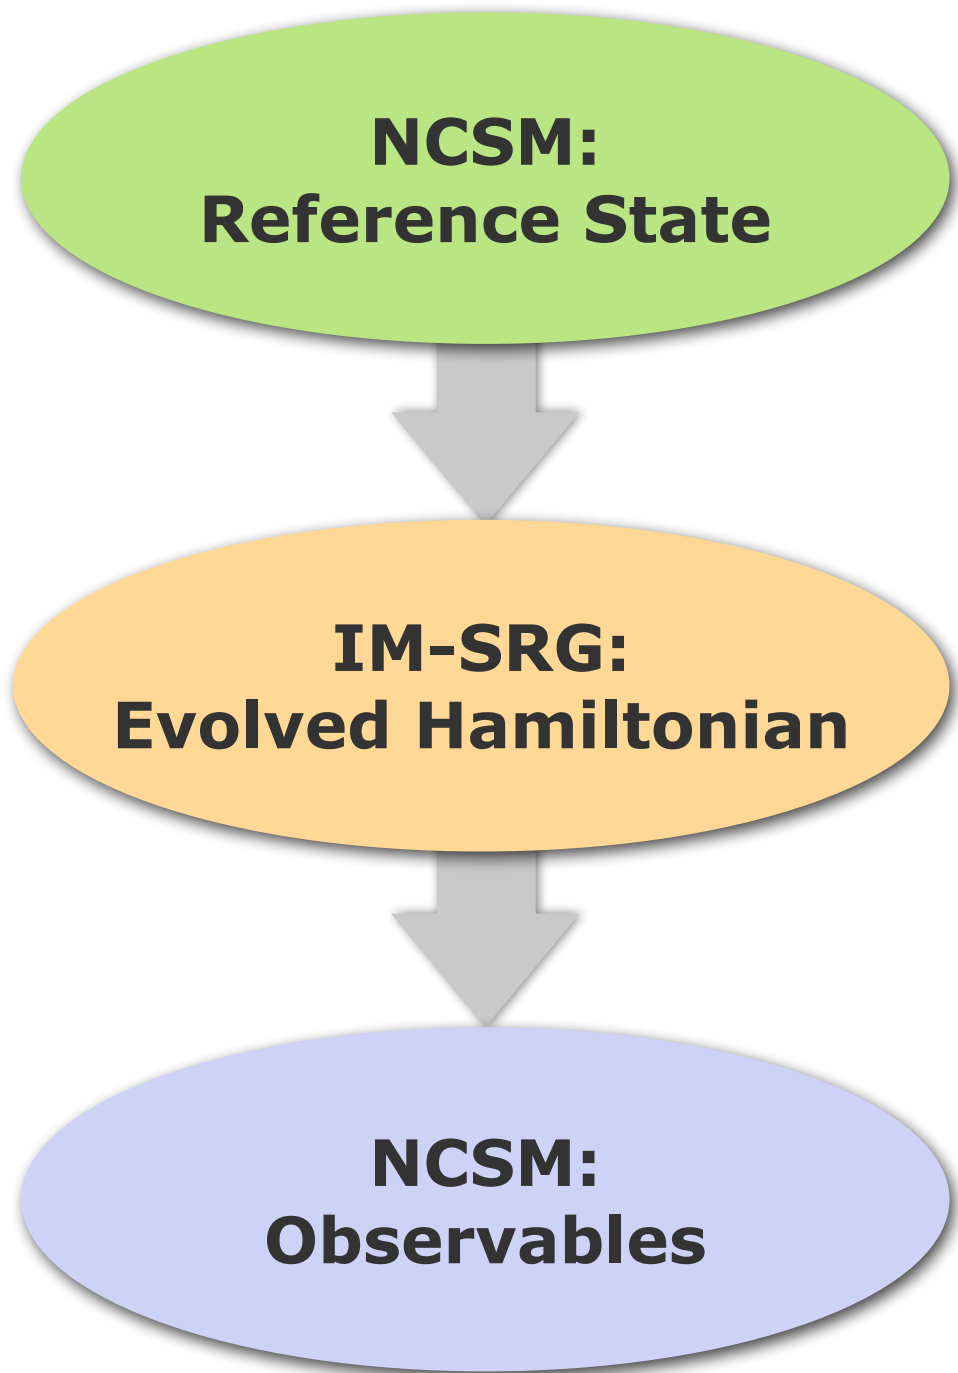 NCSM:
Reference State
IM-SRG:
Evolved Hamiltonian
NCSM:
Observables